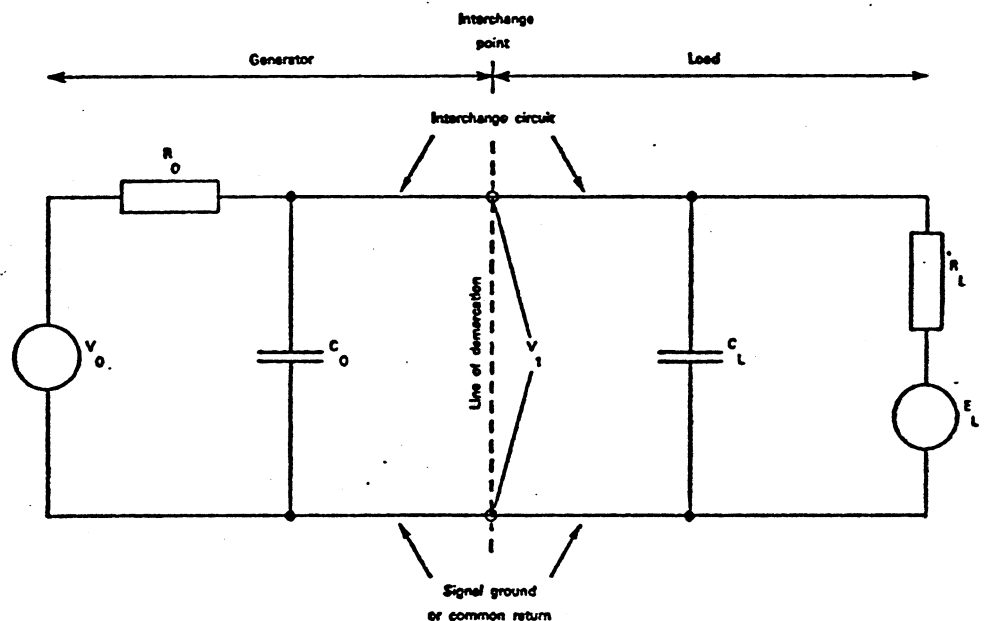 Interchange
point
Generator
Load
Interchange circuit
R
0
V
0
C
0
Line of demarcation
V
1
C
L
R
L
E
L
Signal ground
or common return